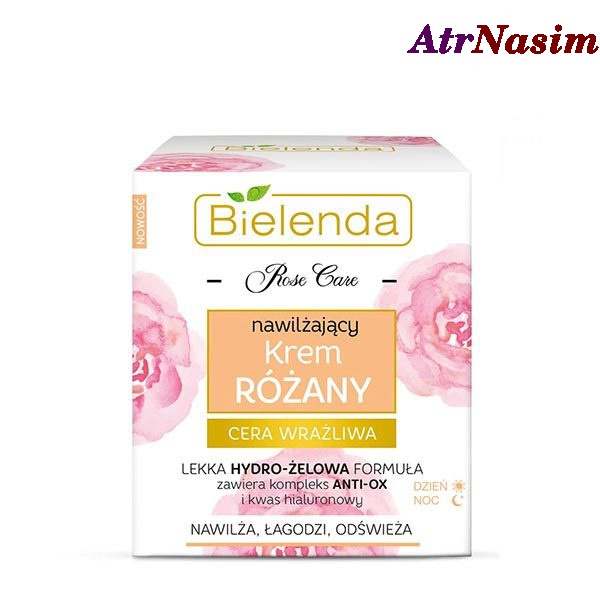 AtrNasim
Bielenda
NOWOŚĆ
Bielenda
Rose Care
nawilżający
Krem
RÓŻANY
CERA WRAŻLIWA
LEKKA HYDRO-ŻELOWA FORMUŁA
zawiera kompleks ANTI-OX
i kwas hialuronowy
DZIEŃ
NOC
NAWILŻA, ŁAGODZI, ODŚWIEŻA